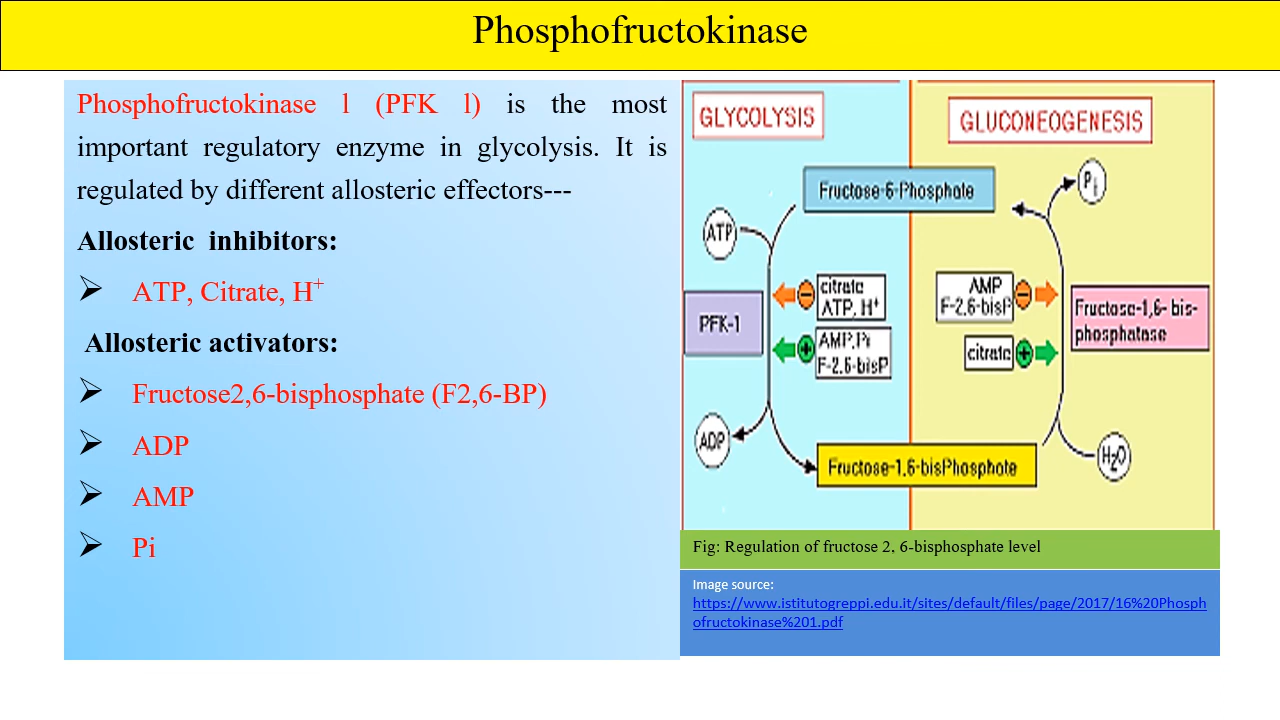 Phosphofructokinase
Phosphofructokinase l (PFK l) is the most
important regulatory enzyme in glycolysis. It is
regulated by different allosteric effectors---
Allosteric inhibitors:
➢ ATP, Citrate, H⁺
Allosteric activators:
➢ Fructose2,6-bisphosphate (F2,6-BP)
➢ ADP
➢ AMP
➢ Pi
GLYCOLYSIS
GLUCONEOGENESIS
Fructose-6-Phosphate
Pi
ATP
citrate
ATP, H⁺
AMP
F-2,6-bisP
PFK-1
Fructose-1,6- bis-
phosphatase
AMP,Pi
F-2,6-bisP
citrate
ADP
Fructose-1,6-bisPhosphate
H₂O
Fig: Regulation of fructose 2, 6-bisphosphate level
Image source:
https://www.istitutogreppi.edu.it/sites/default/files/page/2017/16%20Phosph
ofructokinase%201.pdf